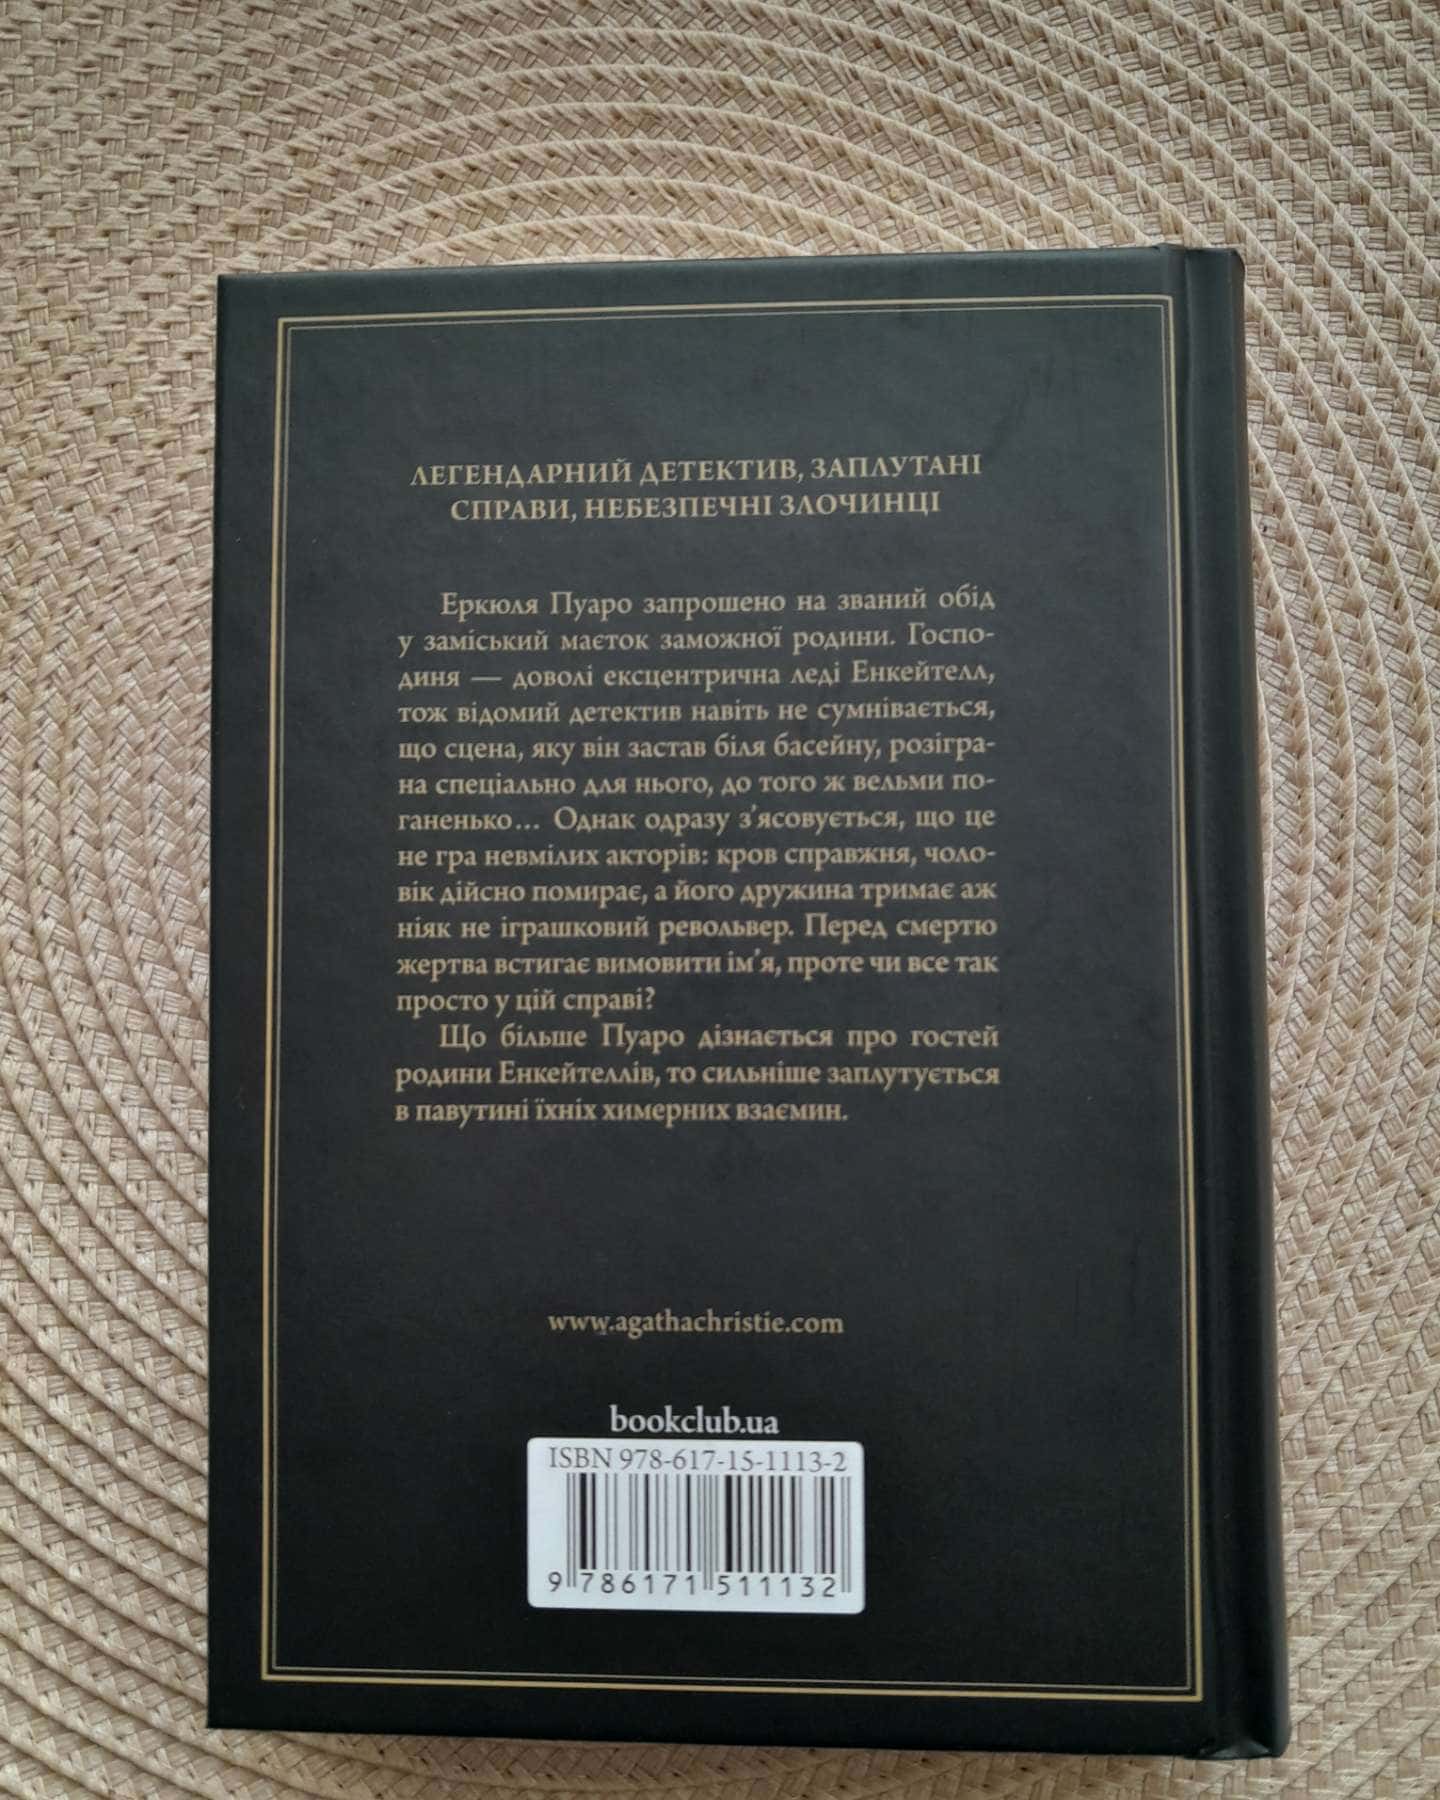 ЛЕГЕНДАРНИЙ ДЕТЕКТИВ, ЗАПЛУТАНІ
СПРАВИ, НЕБЕЗПЕЧНІ ЗЛОЧИНЦІ
Еркюля Пуаро запрошено на званий обід
у заміський маєток заможної родини. Госпо-
диня — доволі ексцентрична леді Енкейтелл,
тож відомий детектив навіть не сумнівається,
що сцена, яку він застав біля басейну, розігра-
на спеціально для нього, до того ж вельми по-
ганенько... Однак одразу з'ясовується, що це
не гра невмілих акторів: кров справжня, чоло-
вік дійсно помирає, а його дружина тримає аж
ніяк не іграшковий револьвер. Перед смертю
жертва встигає вимовити ім'я, проте чи все так
просто у цій справі?
Що більше Пуаро дізнається про гостей
родини Енкейтеллів, то сильніше заплутується
в павутині їхніх химерних взаємин.
www.agathachristie.com
bookclub.ua
ISBN 978-617-15-1113-2
9 786171 511132